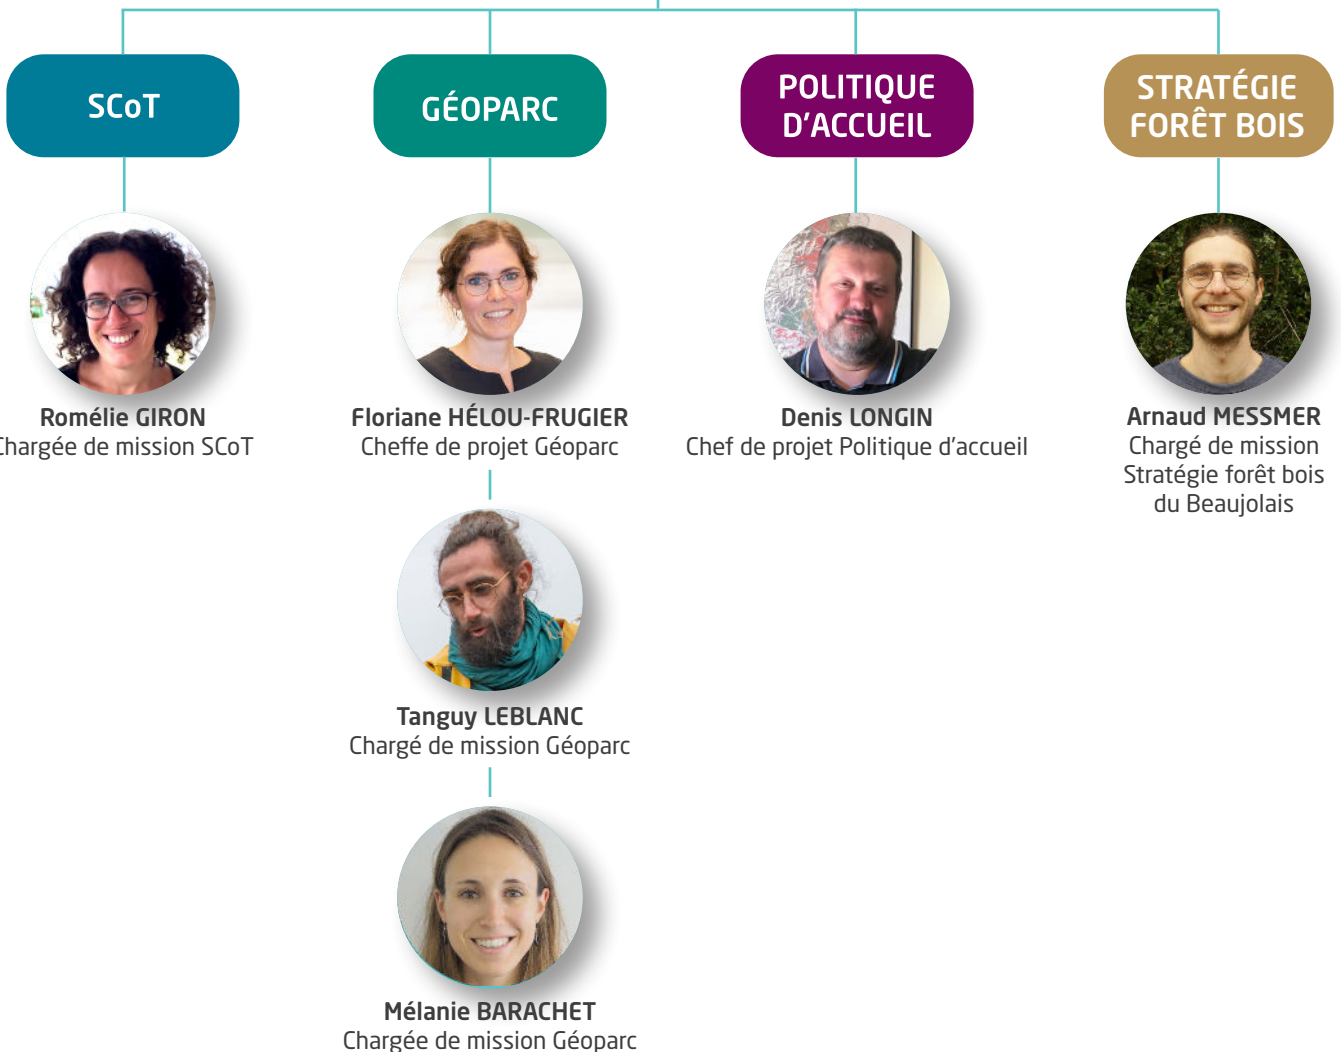 SCoT
GÉOPARC
POLITIQUE
D'ACCUEIL
STRATÉGIE
FORÊT BOIS
Romélie GIRON
Chargée de mission SCoT
Floriane HÉLOU-FRUGIER
Cheffe de projet Géoparc
Denis LONGIN
Chef de projet Politique d'accueil
Arnaud MESSMER
Chargé de mission
Stratégie forêt bois
du Beaujolais
Tanguy LEBLANC
Chargé de mission Géoparc
Mélanie BARACHET
Chargée de mission Géoparc